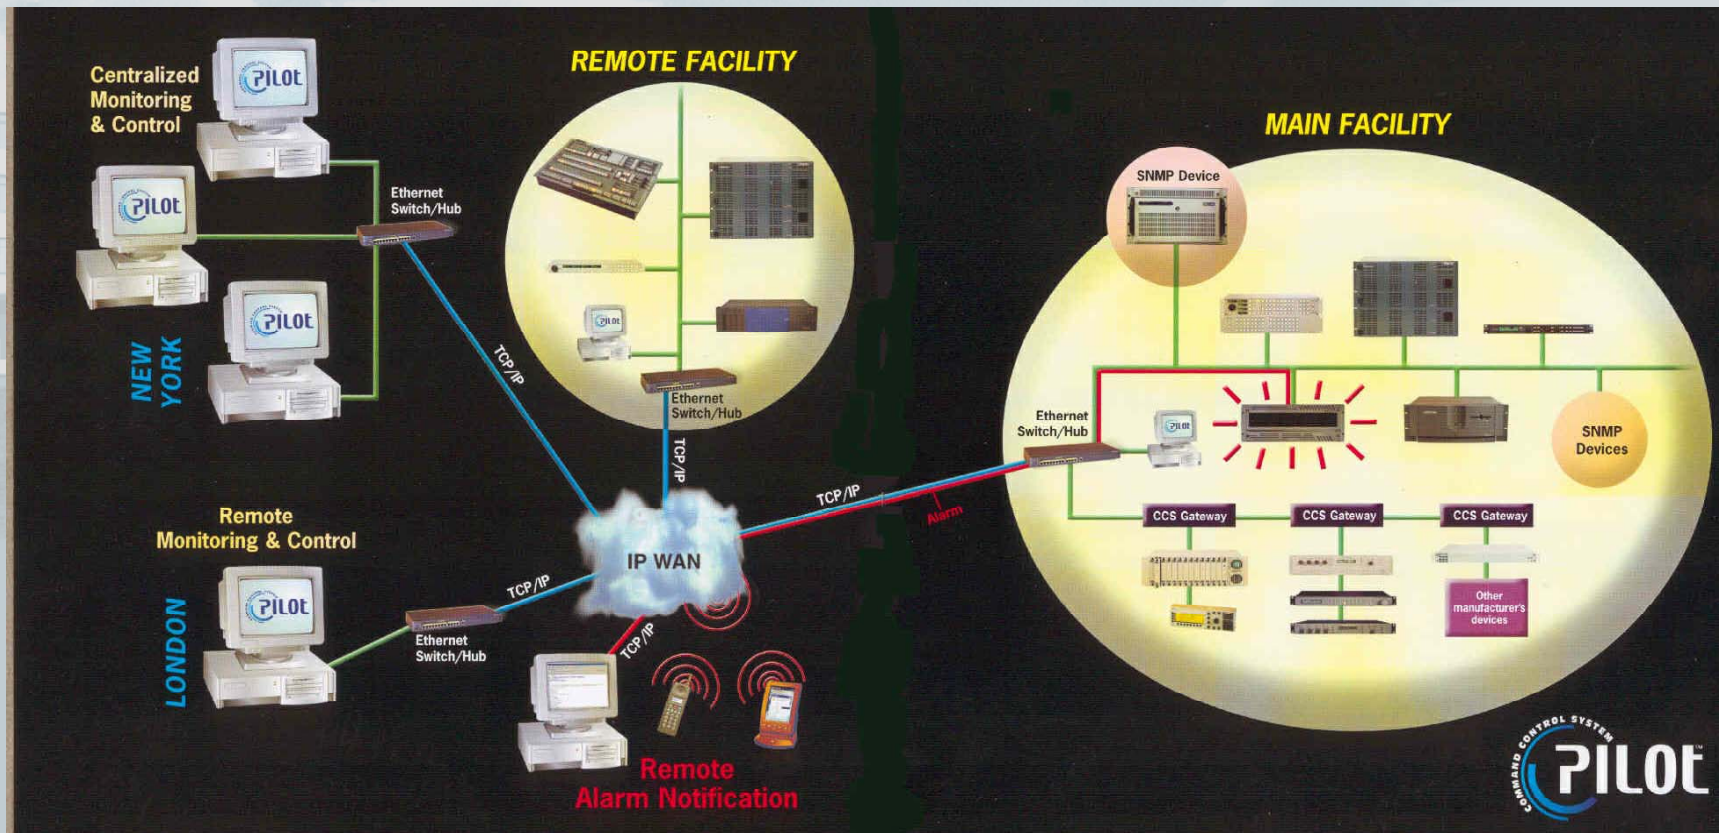 Centralized
Monitoring
& Control
PILOT
PILOT
PILOT
NEW
YORK
Ethernet
Switch/Hub
TCP/IP
REMOTE FACILITY
PILOT
Ethernet
Switch/Hub
TCP/IP
MAIN FACILITY
SNMP Device
Ethernet
Switch/Hub
PILOT
SNMP
Devices
TCP/IP
Alarm
CCS Gateway
CCS Gateway
CCS Gateway
Other
manufacturer's
devices
IP WAN
Remote
Monitoring & Control
PILOT
LONDON
Ethernet
Switch/Hub
TCP/IP
TCP/IP
Remote
Alarm Notification
COMMAND CONTROL SYSTEM
PILOT™